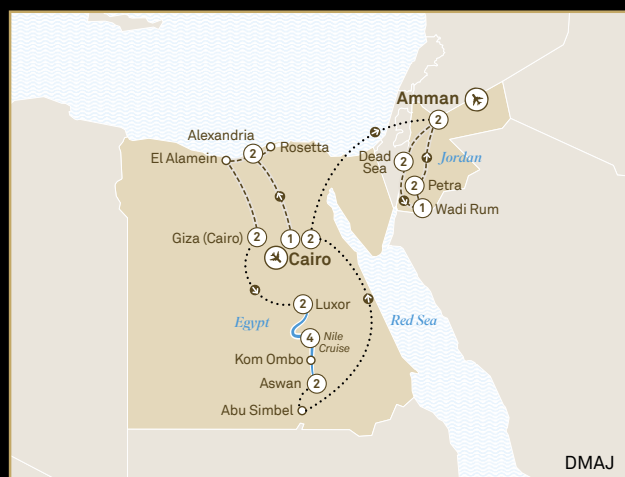 Amman
2
Alexandria
2
Rosetta
El Alamein
Dead
Sea
2
Jordan
2
Petra
1
Wadi Rum
Giza (Cairo)
2
1
2
Cairo
2
Luxor
Egypt
Red Sea
4
Nile
Cruise
Kom Ombo
Aswan
2
Abu Simbel
DMAJ